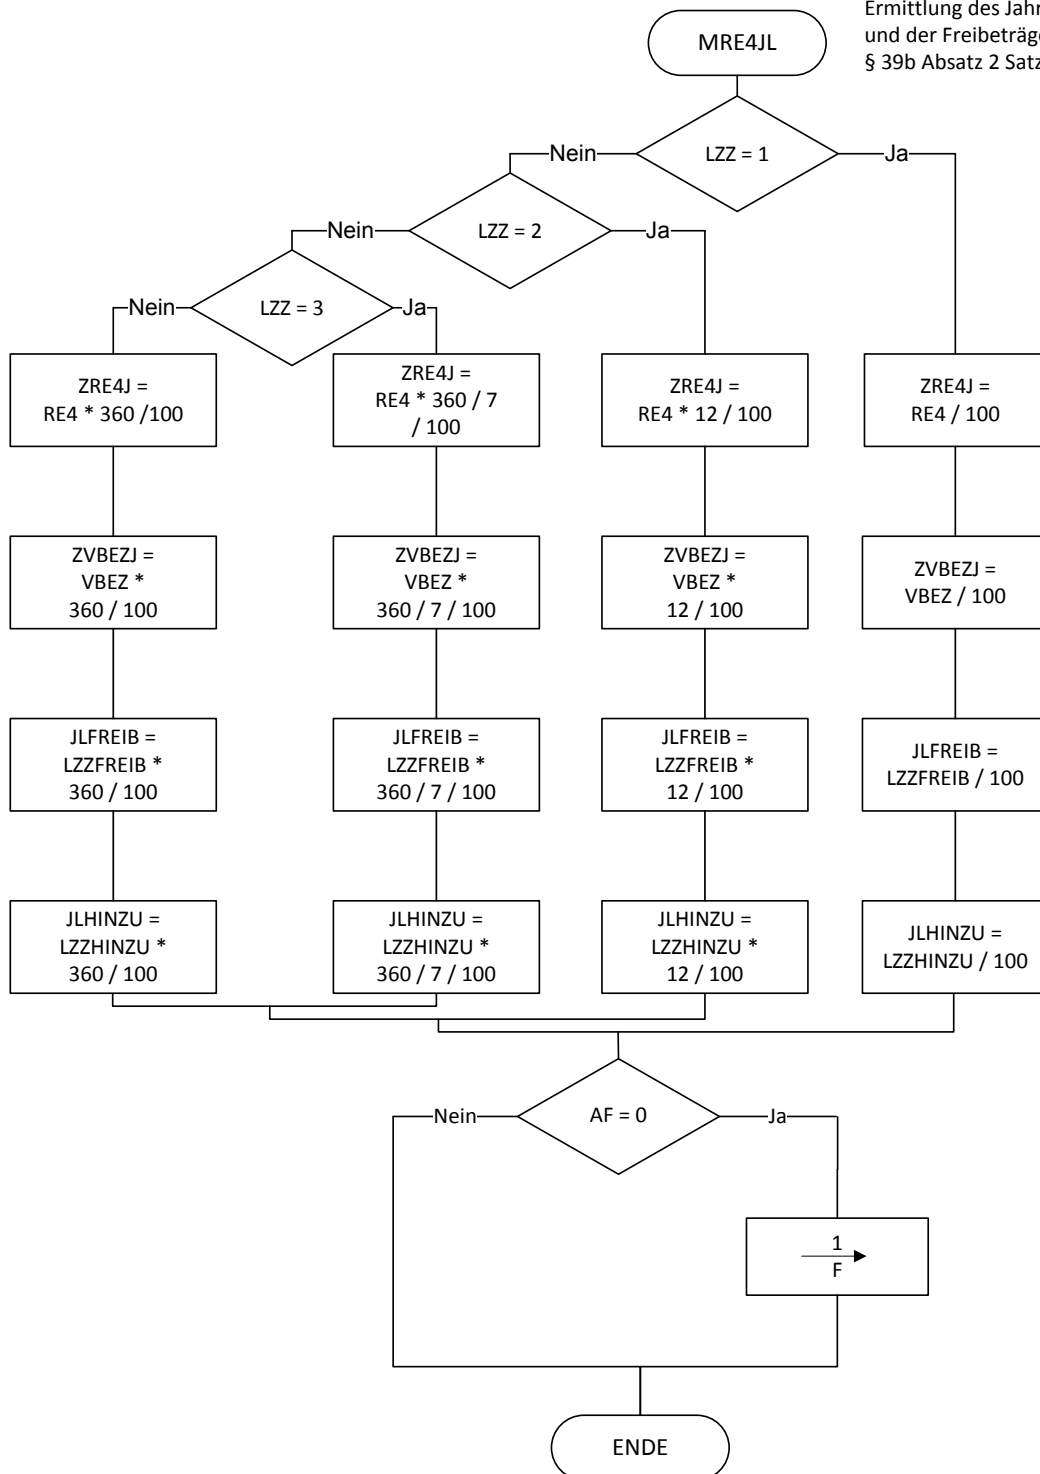 MRE4JL
Ermittlung des Jahr
und der Freibeträge
§ 39b Absatz 2 Satz
LZZ = 1
Nein
Ja
LZZ = 2
Nein
Ja
LZZ = 3
Nein
Ja
ZRE4J =
RE4 * 360 /100
ZRE4J =
RE4 * 360 / 7
/ 100
ZRE4J =
RE4 * 12 / 100
ZRE4J =
RE4 / 100
ZVBEZJ =
VBEZ *
360 / 100
ZVBEZJ =
VBEZ *
360 / 7 / 100
ZVBEZJ =
VBEZ *
12 / 100
ZVBEZJ =
VBEZ / 100
JLFREIB =
LZZFREIB *
360 / 100
JLFREIB =
LZZFREIB *
360 / 7 / 100
JLFREIB =
LZZFREIB *
12 / 100
JLFREIB =
LZZFREIB / 100
JLHINZU =
LZZHINZU *
360 / 100
JLHINZU =
LZZHINZU *
360 / 7 / 100
JLHINZU =
LZZHINZU *
12 / 100
JLHINZU =
LZZHINZU / 100
AF = 0
Nein
Ja
1
F
ENDE